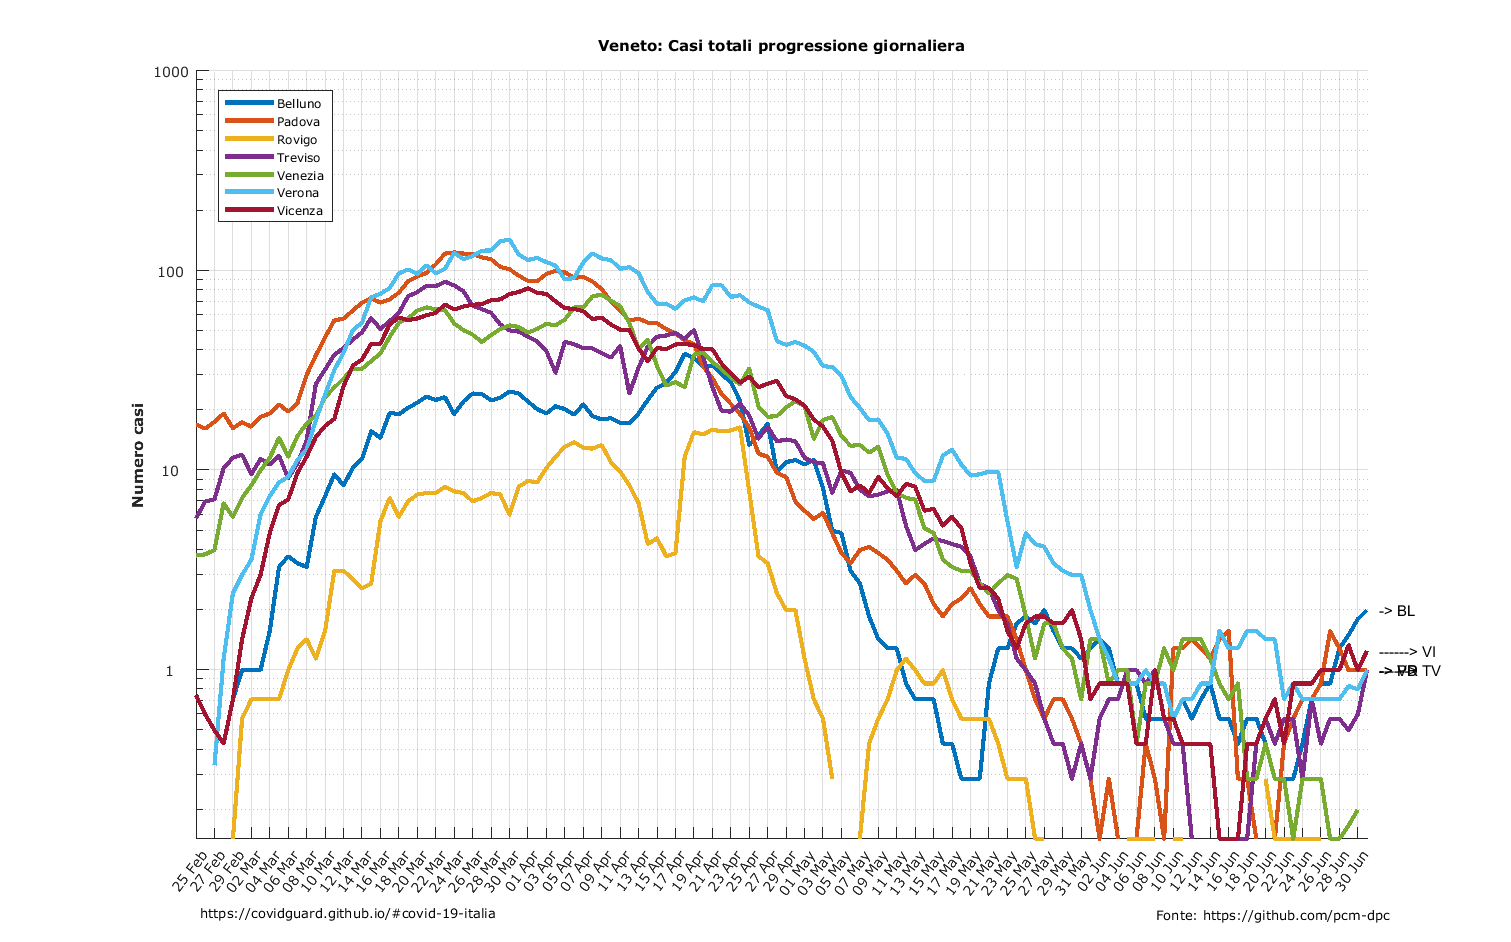 Veneto: Casi totali progressione giornaliera
1000
100
10
1
Numero casi
Belluno
Padova
Rovigo
Treviso
Venezia
Verona
Vicenza
-> BL
------> VI
TV
25 Feb
27 Feb
29 Feb
02 Mar
04 Mar
06 Mar
08 Mar
10 Mar
12 Mar
14 Mar
16 Mar
18 Mar
20 Mar
22 Mar
24 Mar
26 Mar
28 Mar
30 Mar
01 Apr
03 Apr
05 Apr
07 Apr
09 Apr
11 Apr
13 Apr
15 Apr
17 Apr
19 Apr
21 Apr
23 Apr
25 Apr
27 Apr
29 Apr
01 May
03 May
05 May
07 May
09 May
11 May
13 May
15 May
17 May
19 May
21 May
23 May
25 May
27 May
29 May
31 May
02 Jun
04 Jun
06 Jun
08 Jun
10 Jun
12 Jun
14 Jun
16 Jun
18 Jun
20 Jun
22 Jun
24 Jun
26 Jun
28 Jun
30 Jun
https://covidguard.github.io/#covid-19-italia
Fonte: https://github.com/pcm-dpc